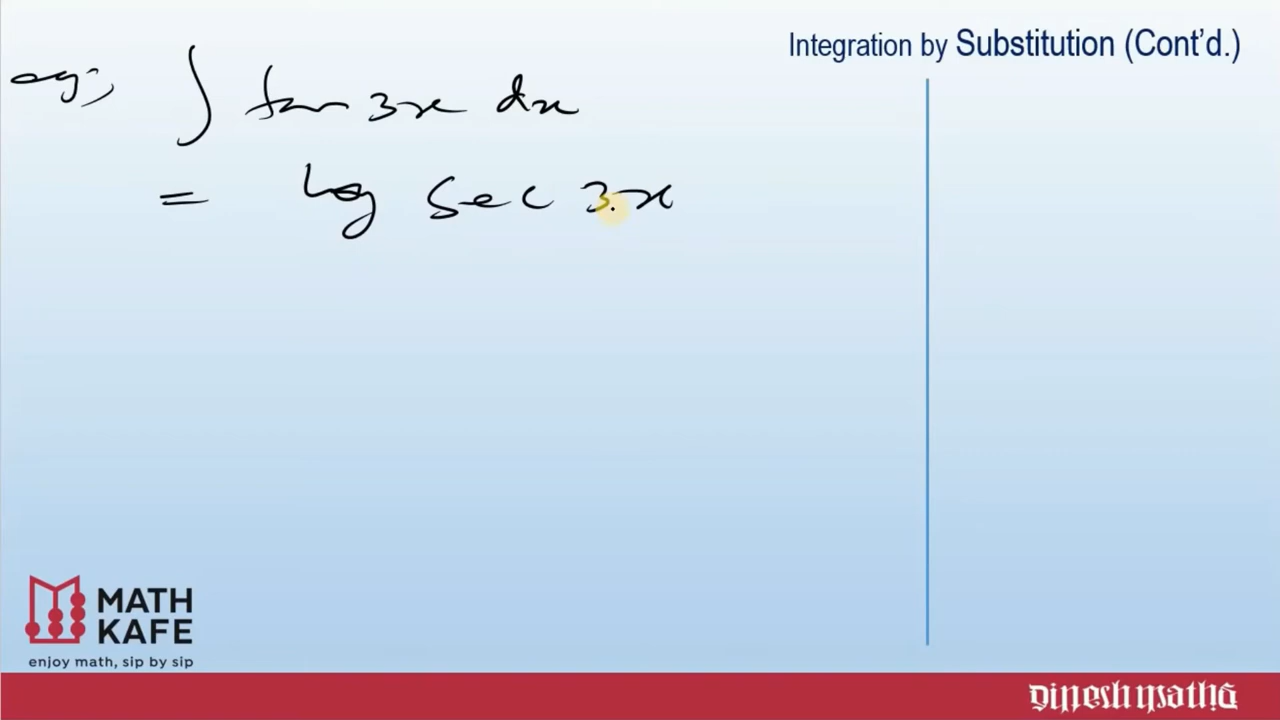 Integration by Substitution (Cont'd.)
eg;
∫ tan 3x dx
= log sec 3x
MATH
KAFE
enjoy math, sip by sip
Dineshmaths